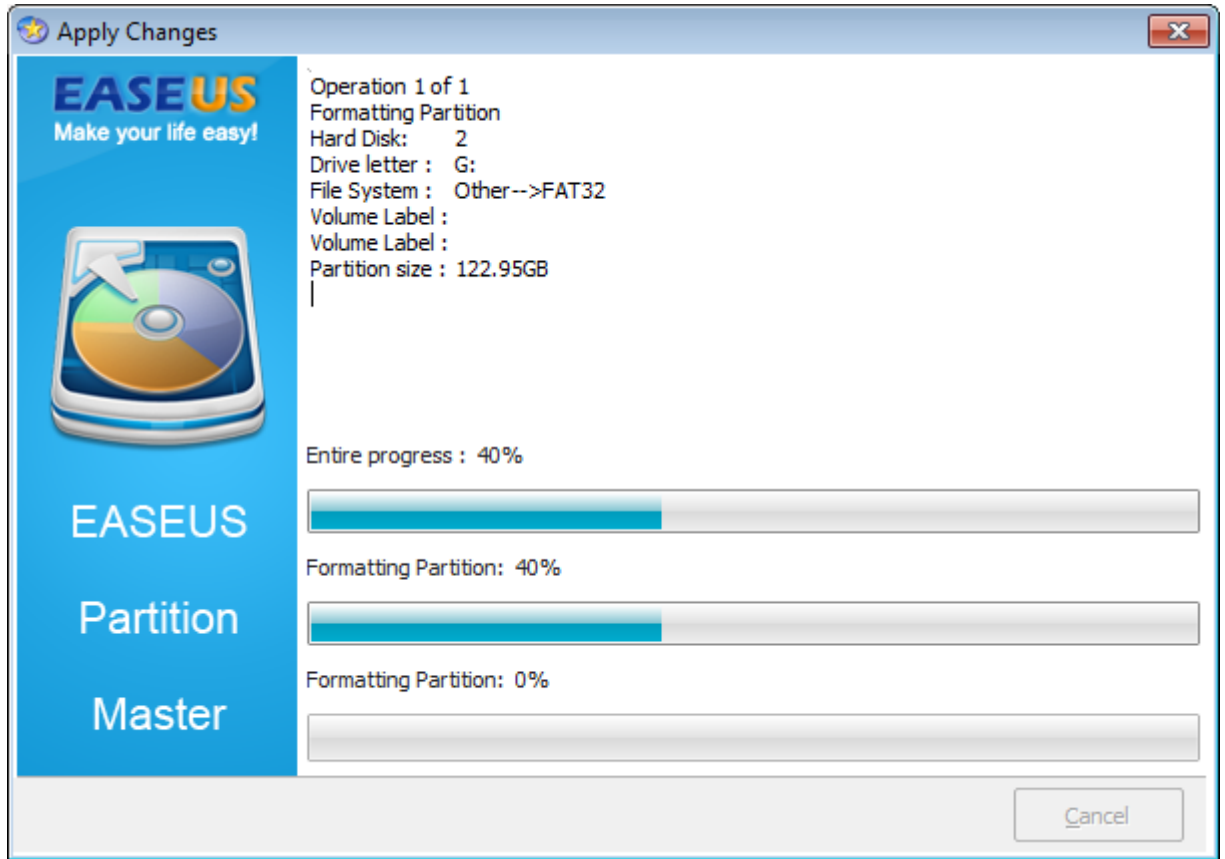 Apply Changes
EASEUS
Make your life easy!
Operation 1 of 1
Formatting Partition
Hard Disk: 2
Drive letter : G:
File System : Other-->FAT32
Volume Label :
Volume Label :
Partition size : 122.95GB
Entire progress : 40%
Formatting Partition: 40%
Formatting Partition: 0%
EASEUS
Partition
Master
Cancel